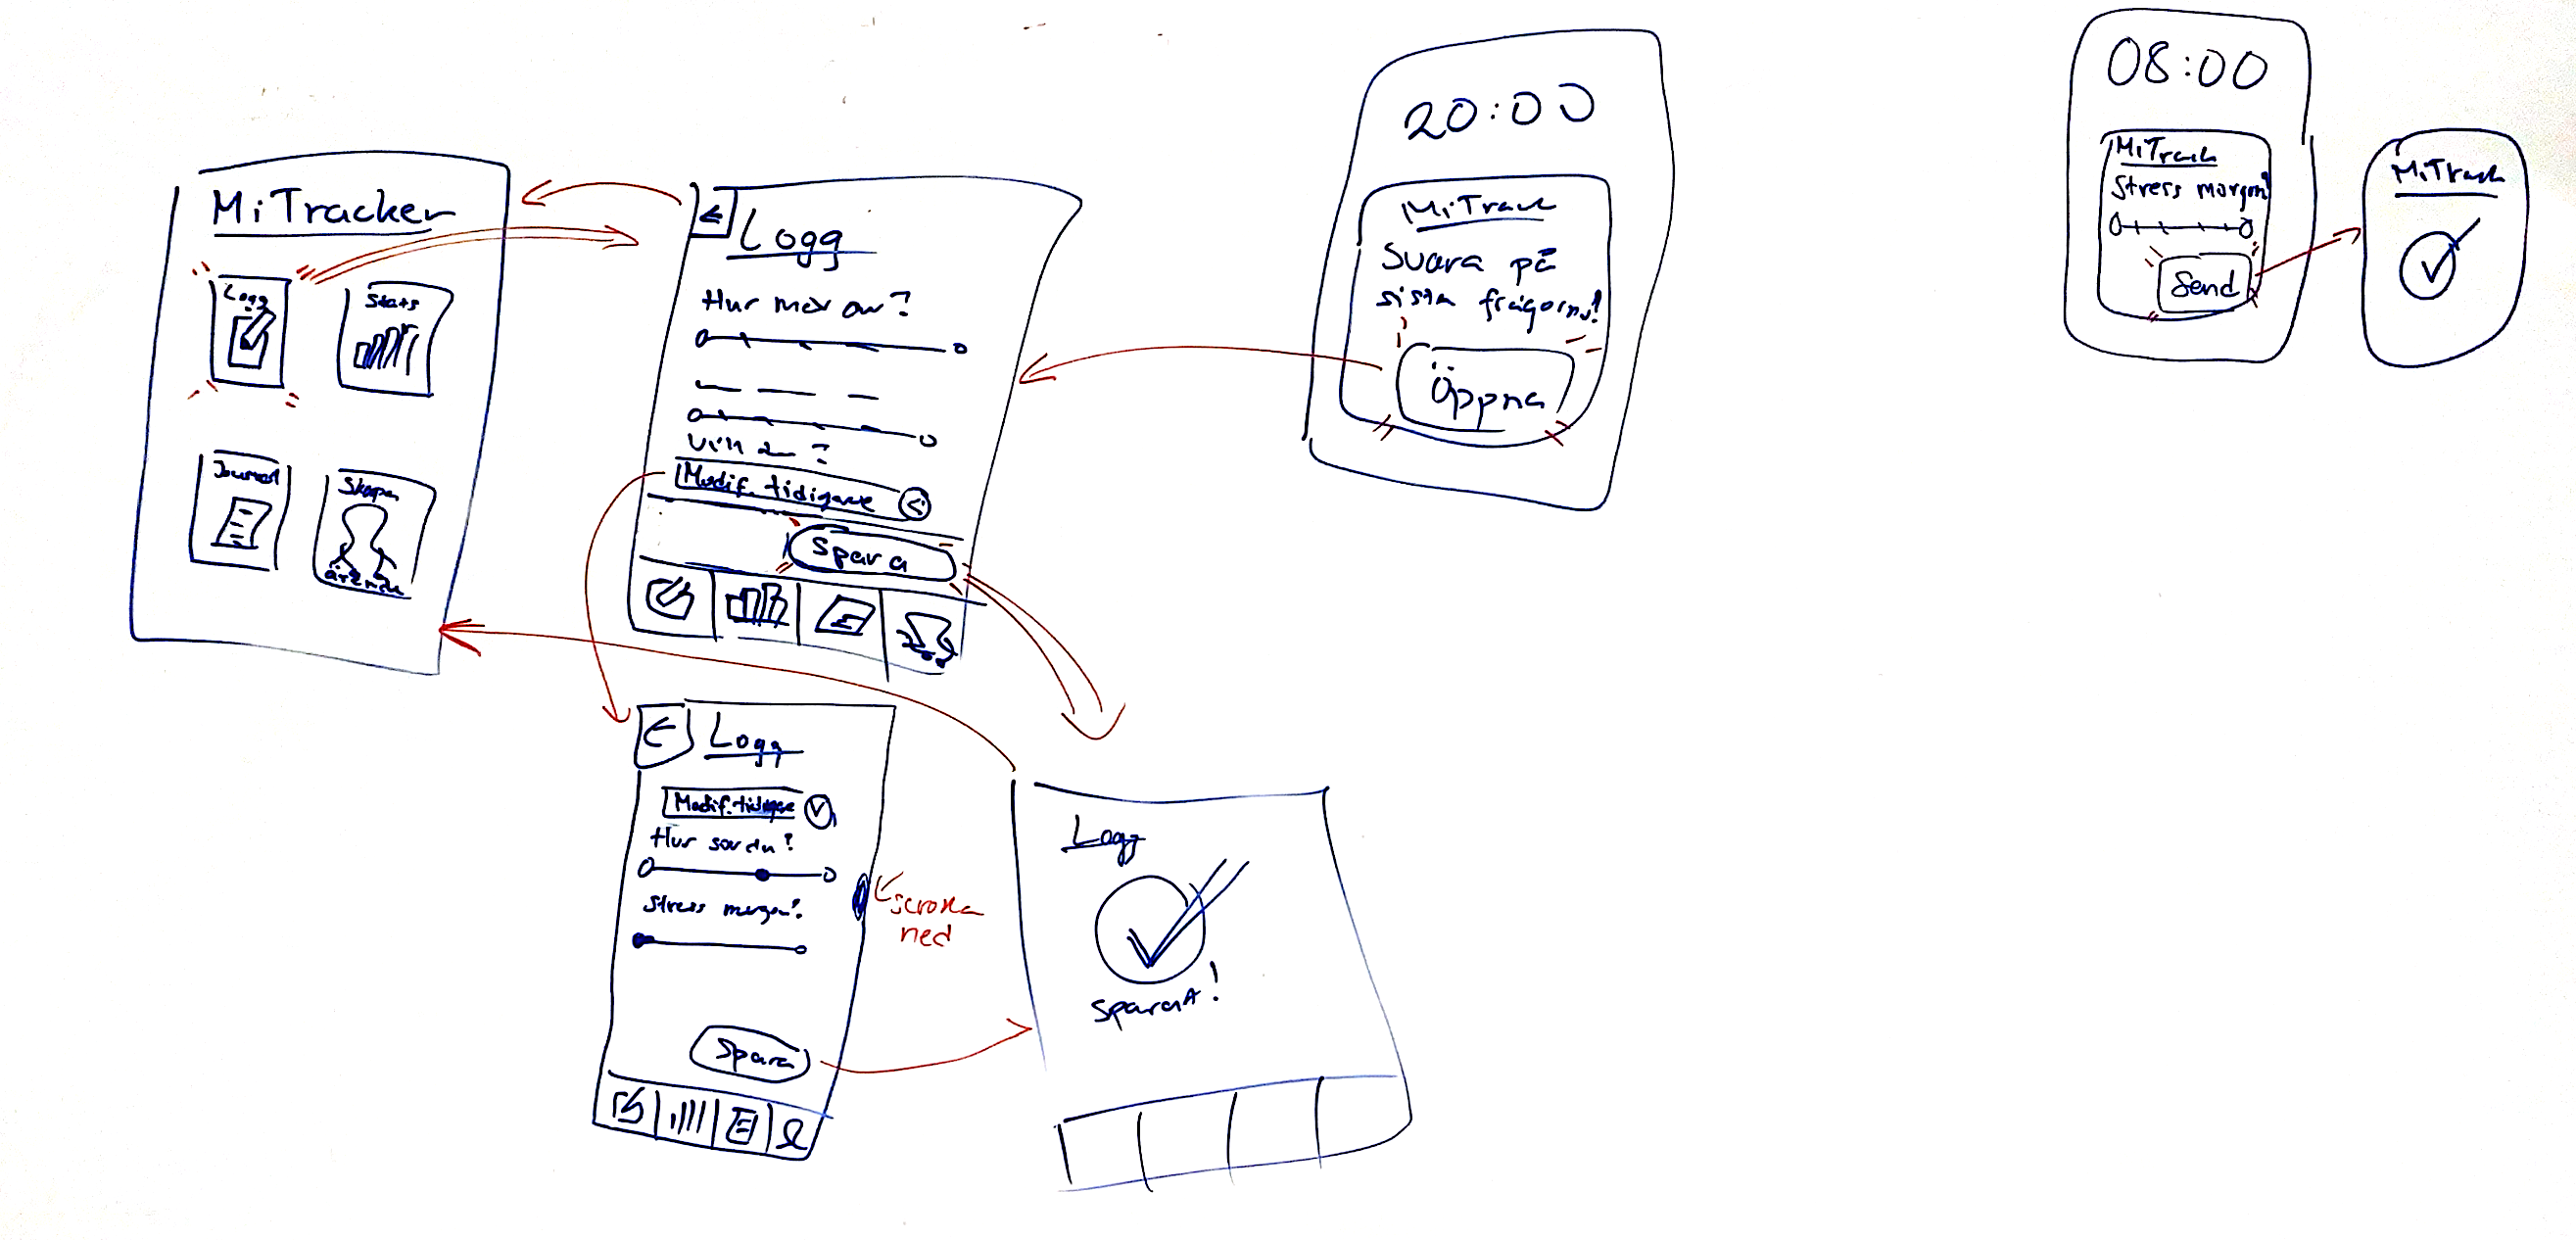 MiTracker
Logg
Stats
Journal
Skapa
ärende
Logg
Hur mår du?
Modif. tidigare
Spara
20:00
MiTrack
Svara på
sista frågorna!
Öppna
08:00
MiTrack
Stress morgon?
Send
MiTrack
Logg
Modif. tidigare
Hur sov du?
Stress morgon?
Spara
scrolla
ned
Logg
Sparat!